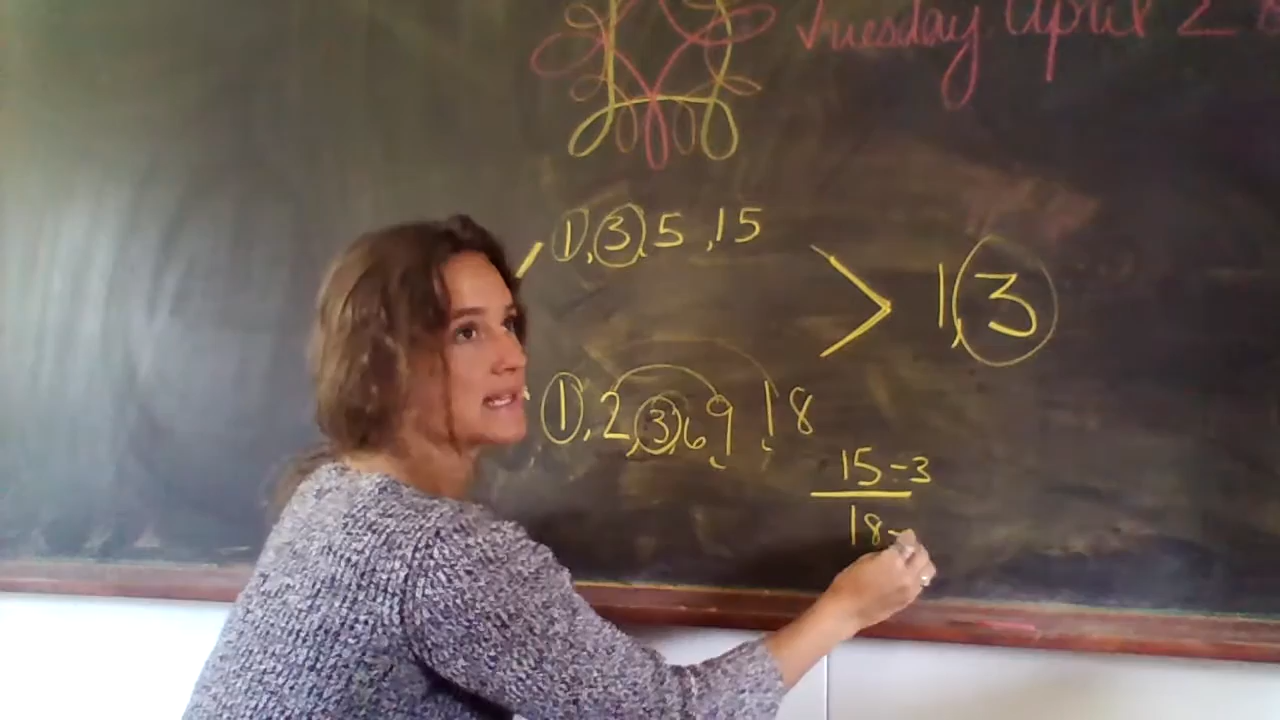 Tuesday April 2
1, 3, 5, 15
1, 3
1, 2, 3, 6, 9, 18
15÷3
18